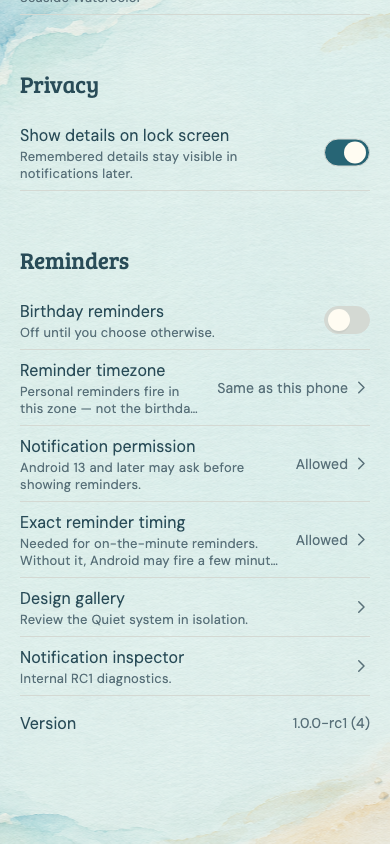 Seaside Watercolor
Privacy
Show details on lock screen
Remembered details stay visible in
notifications later.
Reminders
Birthday reminders
Off until you choose otherwise.
Reminder timezone
Personal reminders fire in
this zone — not the birthda…
Same as this phone
Notification permission
Android 13 and later may ask before
showing reminders.
Allowed
Exact reminder timing
Needed for on-the-minute reminders.
Without it, Android may fire a few minut…
Allowed
Design gallery
Review the Quiet system in isolation.
Notification inspector
Internal RC1 diagnostics.
Version
1.0.0-rc1 (4)